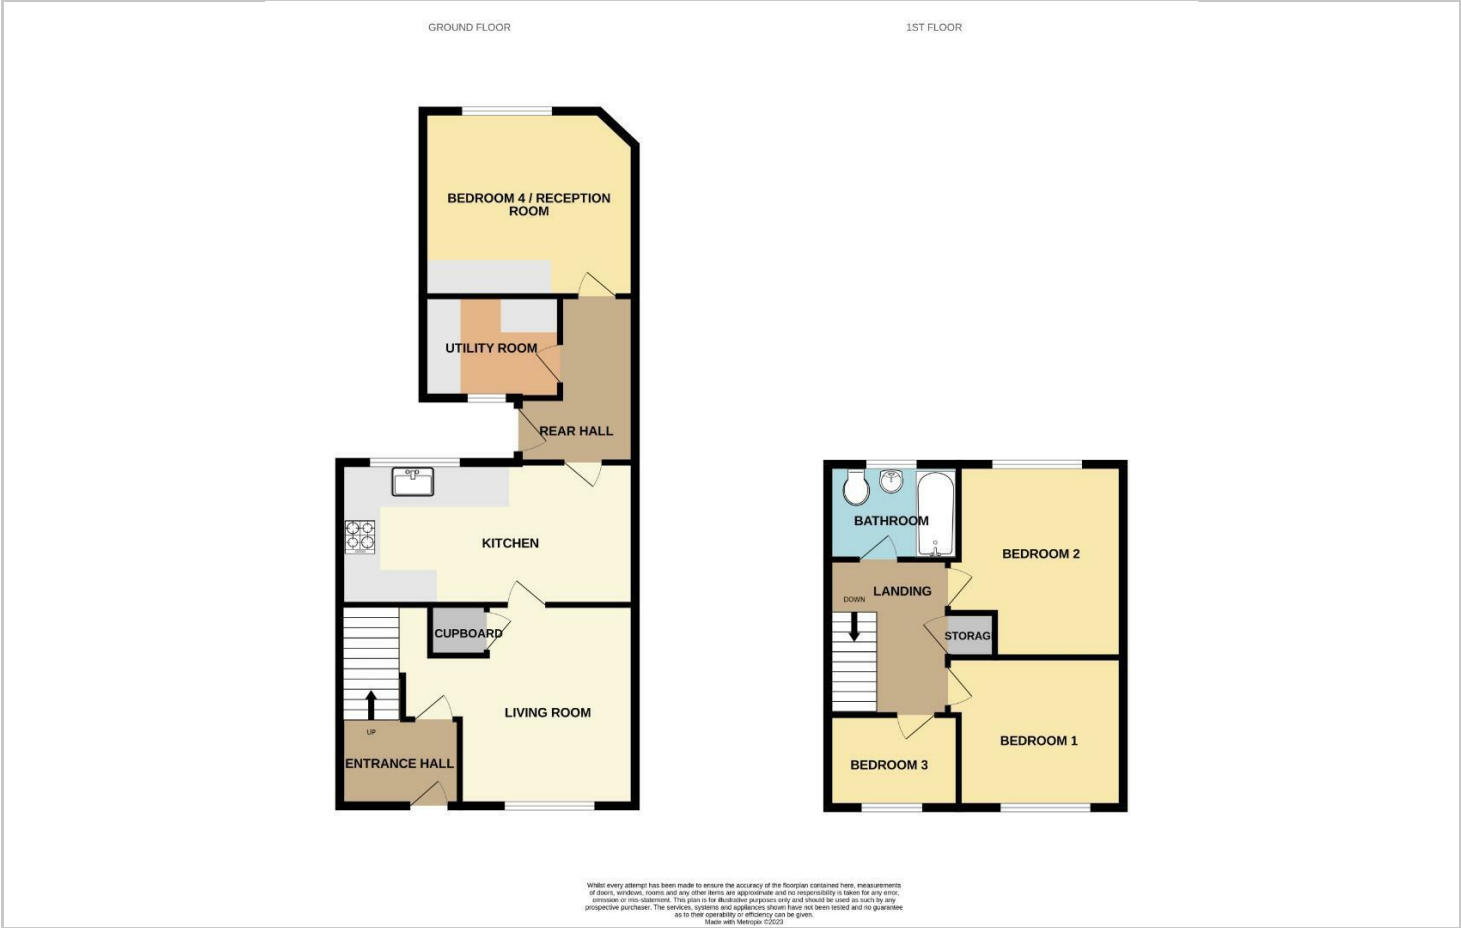 GROUND FLOOR
1ST FLOOR
BEDROOM 4 / RECEPTION
ROOM
UTILITY ROOM
REAR HALL
KITCHEN
CUPBOARD
LIVING ROOM
UP
ENTRANCE HALL
BATHROOM
BEDROOM 2
LANDING
DOWN
STORAG
BEDROOM 1
BEDROOM 3
Whilst every attempt has been made to ensure the accuracy of the floorplan contained here, measurements
of doors, windows, rooms and any other items are approximate and no responsibility is taken for any error,
omission or mis-statement. This plan is for illustrative purposes only and should be used as such by any
prospective purchaser. The services, systems and appliances shown have not been tested and no guarantee
as to their operability or efficiency can be given.
Made with Metropix ©2023